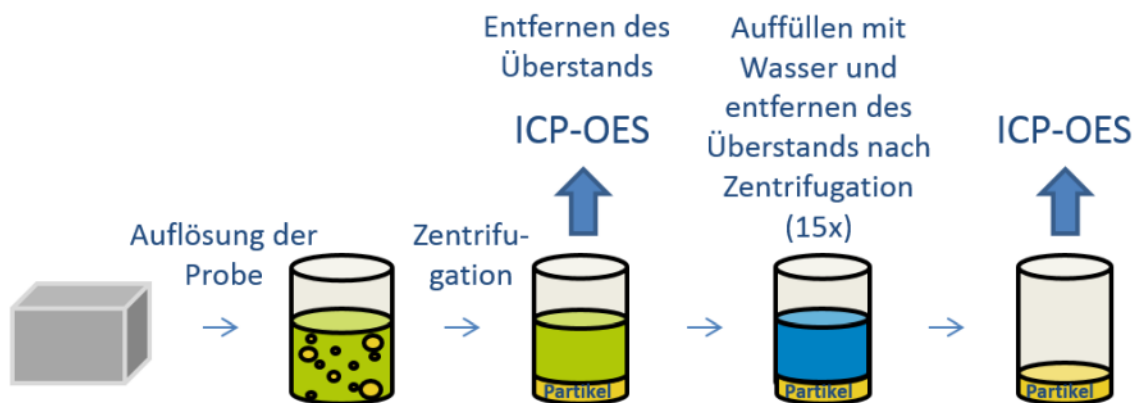 Auflösung der
Probe
Zentrifu-
gation
Entfernen des
Überstands
ICP-OES
Auffüllen mit
Wasser und
entfernen des
Überstands nach
Zentrifugation
(15x)
ICP-OES
Partikel
Partikel
Partikel